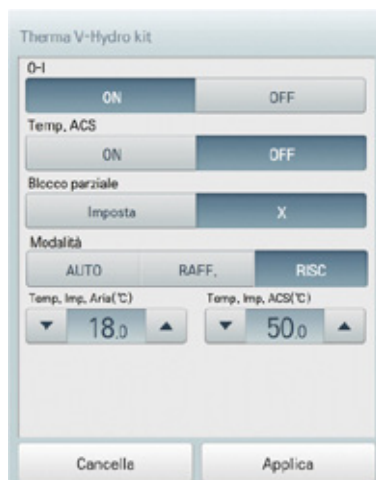 Therma V-Hydro kit
O-I
ON OFF
Temp. ACS
ON OFF
Blocco parziale
Imposta X
Modalità
AUTO RAFF. RISC
Temp. Imp. Aria(℃) Temp. Imp. ACS(℃)
▼ 18.0 ▲ ▼ 50.0 ▲
Cancella Applica